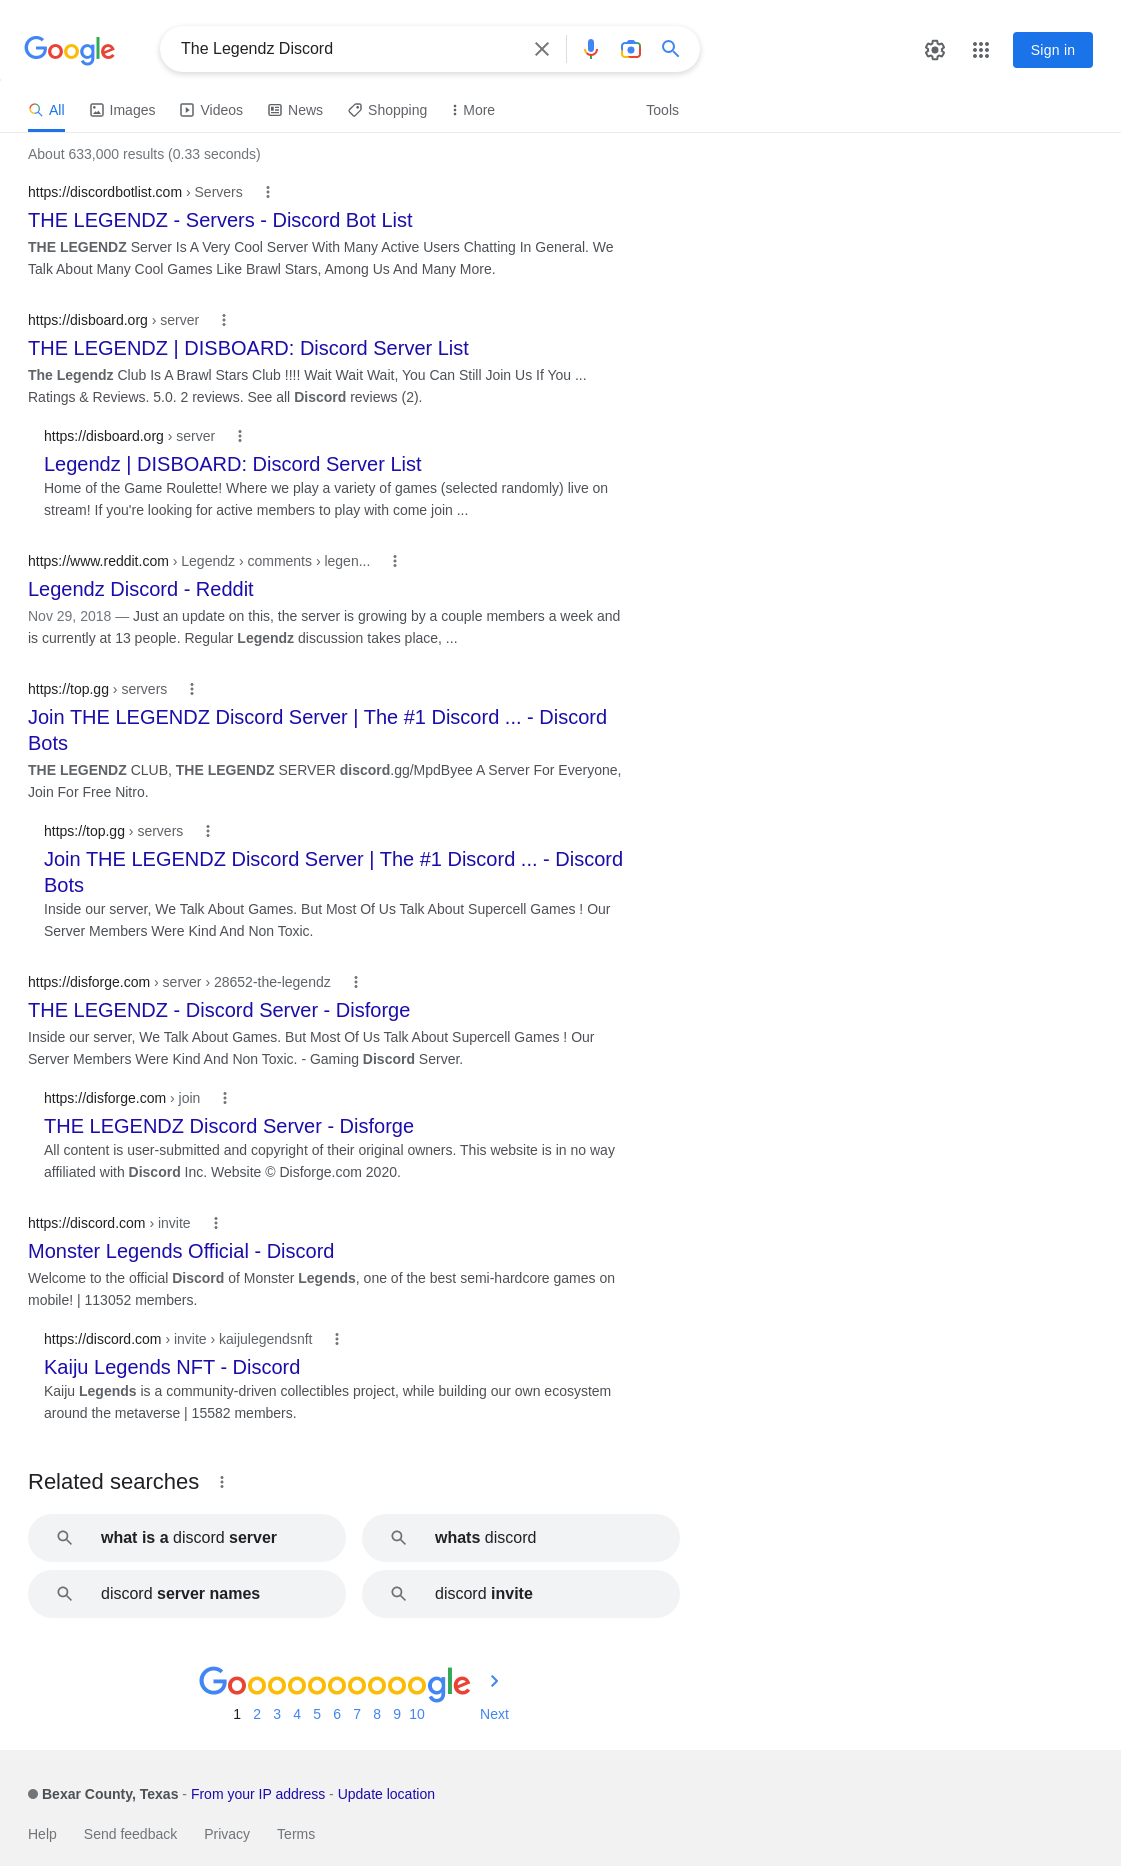 Google
The Legendz Discord
Sign in
All Images Videos News Shopping More Tools
About 633,000 results (0.33 seconds)
https://discordbotlist.com › Servers
THE LEGENDZ - Servers - Discord Bot List
THE LEGENDZ Server Is A Very Cool Server With Many Active Users Chatting In General. We
Talk About Many Cool Games Like Brawl Stars, Among Us And Many More.
https://disboard.org › server
THE LEGENDZ | DISBOARD: Discord Server List
The Legendz Club Is A Brawl Stars Club !!!! Wait Wait Wait, You Can Still Join Us If You ...
Ratings & Reviews. 5.0. 2 reviews. See all Discord reviews (2).
https://disboard.org › server
Legendz | DISBOARD: Discord Server List
Home of the Game Roulette! Where we play a variety of games (selected randomly) live on
stream! If you're looking for active members to play with come join ...
https://www.reddit.com › Legendz › comments › legen...
Legendz Discord - Reddit
Nov 29, 2018 — Just an update on this, the server is growing by a couple members a week and
is currently at 13 people. Regular Legendz discussion takes place, ...
https://top.gg › servers
Join THE LEGENDZ Discord Server | The #1 Discord ... - Discord
Bots
THE LEGENDZ CLUB, THE LEGENDZ SERVER discord.gg/MpdByee A Server For Everyone,
Join For Free Nitro.
https://top.gg › servers
Join THE LEGENDZ Discord Server | The #1 Discord ... - Discord
Bots
Inside our server, We Talk About Games. But Most Of Us Talk About Supercell Games ! Our
Server Members Were Kind And Non Toxic.
https://disforge.com › server › 28652-the-legendz
THE LEGENDZ - Discord Server - Disforge
Inside our server, We Talk About Games. But Most Of Us Talk About Supercell Games ! Our
Server Members Were Kind And Non Toxic. - Gaming Discord Server.
https://disforge.com › join
THE LEGENDZ Discord Server - Disforge
All content is user-submitted and copyright of their original owners. This website is in no way
affiliated with Discord Inc. Website © Disforge.com 2020.
https://discord.com › invite
Monster Legends Official - Discord
Welcome to the official Discord of Monster Legends, one of the best semi-hardcore games on
mobile! | 113052 members.
https://discord.com › invite › kaijulegendsnft
Kaiju Legends NFT - Discord
Kaiju Legends is a community-driven collectibles project, while building our own ecosystem
around the metaverse | 15582 members.
Related searches
what is a discord server
whats discord
discord server names
discord invite
Goooooooooogle
1 2 3 4 5 6 7 8 9 10 Next
Bexar County, Texas - From your IP address - Update location
Help Send feedback Privacy Terms